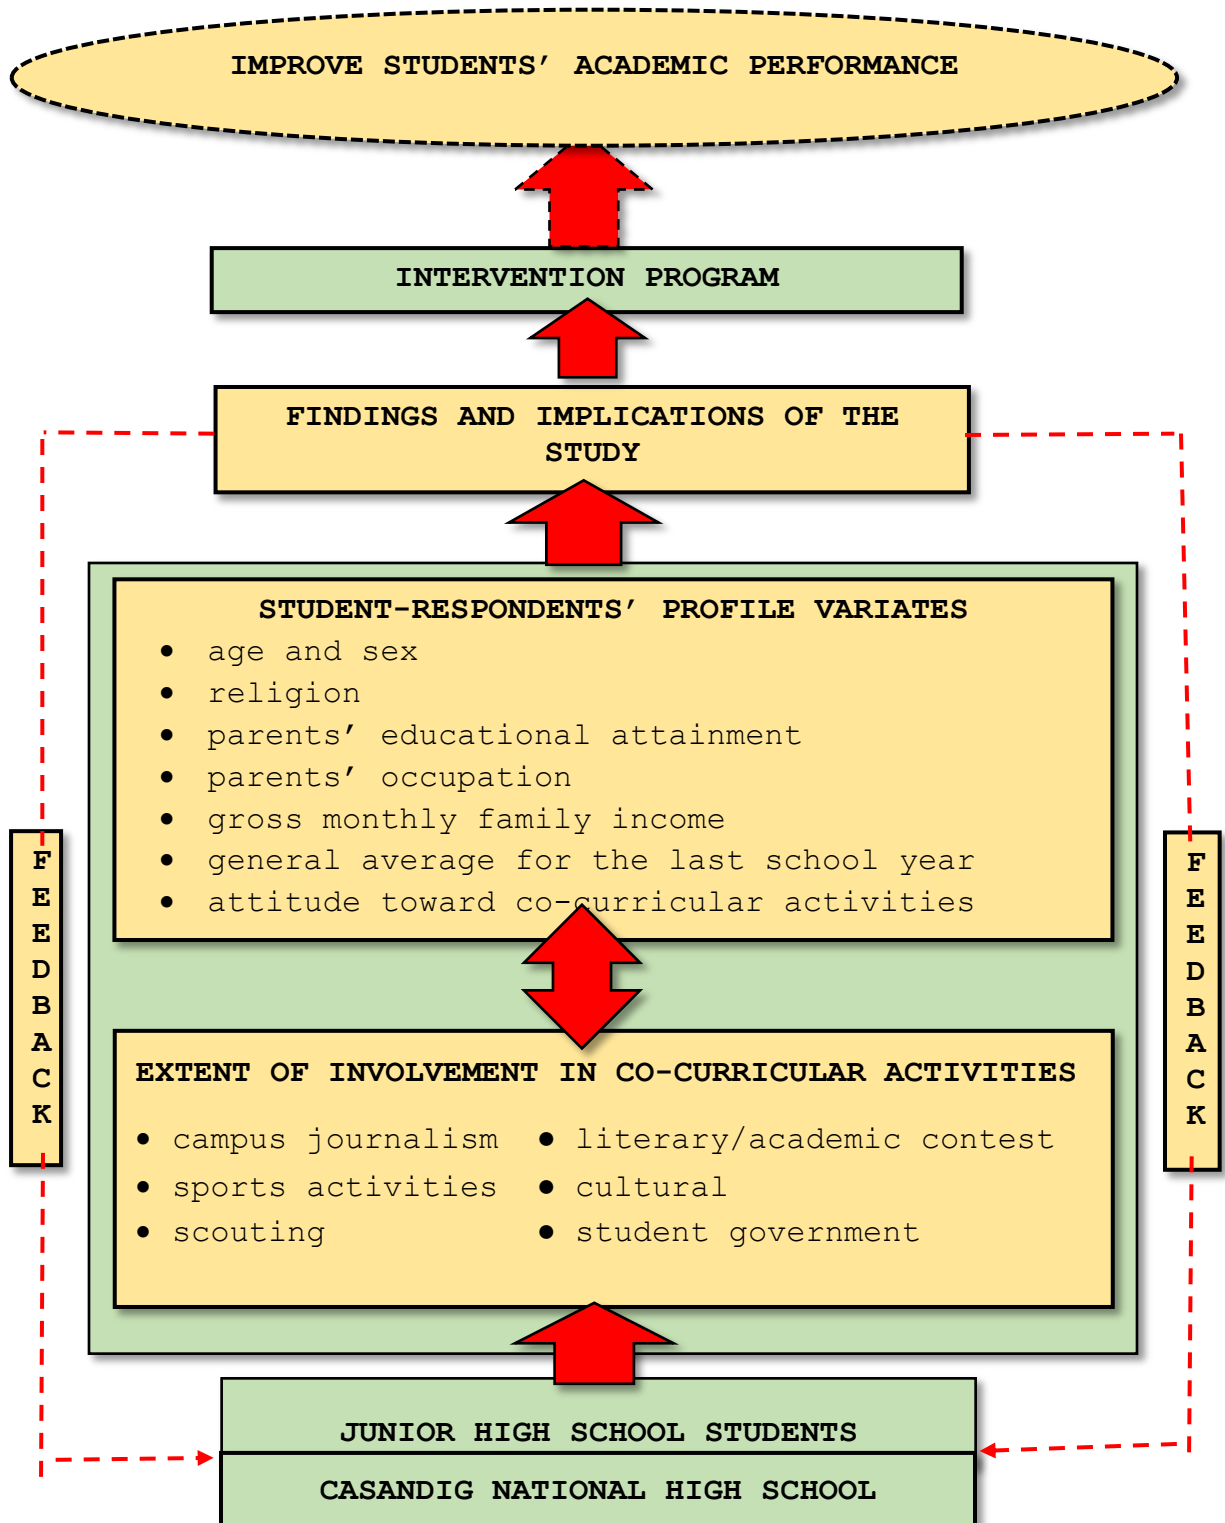 IMPROVE STUDENTS’ ACADEMIC PERFORMANCE
INTERVENTION PROGRAM
FINDINGS AND IMPLICATIONS OF THE
STUDY
STUDENT-RESPONDENTS’ PROFILE VARIATES
• age and sex
• religion
• parents’ educational attainment
• parents’ occupation
• gross monthly family income
• general average for the last school year
• attitude toward co-curricular activities
FEEDBACK
FEEDBACK
EXTENT OF INVOLVEMENT IN CO-CURRICULAR ACTIVITIES
• campus journalism
• sports activities
• scouting
• literary/academic contest
• cultural
• student government
JUNIOR HIGH SCHOOL STUDENTS
CASANDIG NATIONAL HIGH SCHOOL